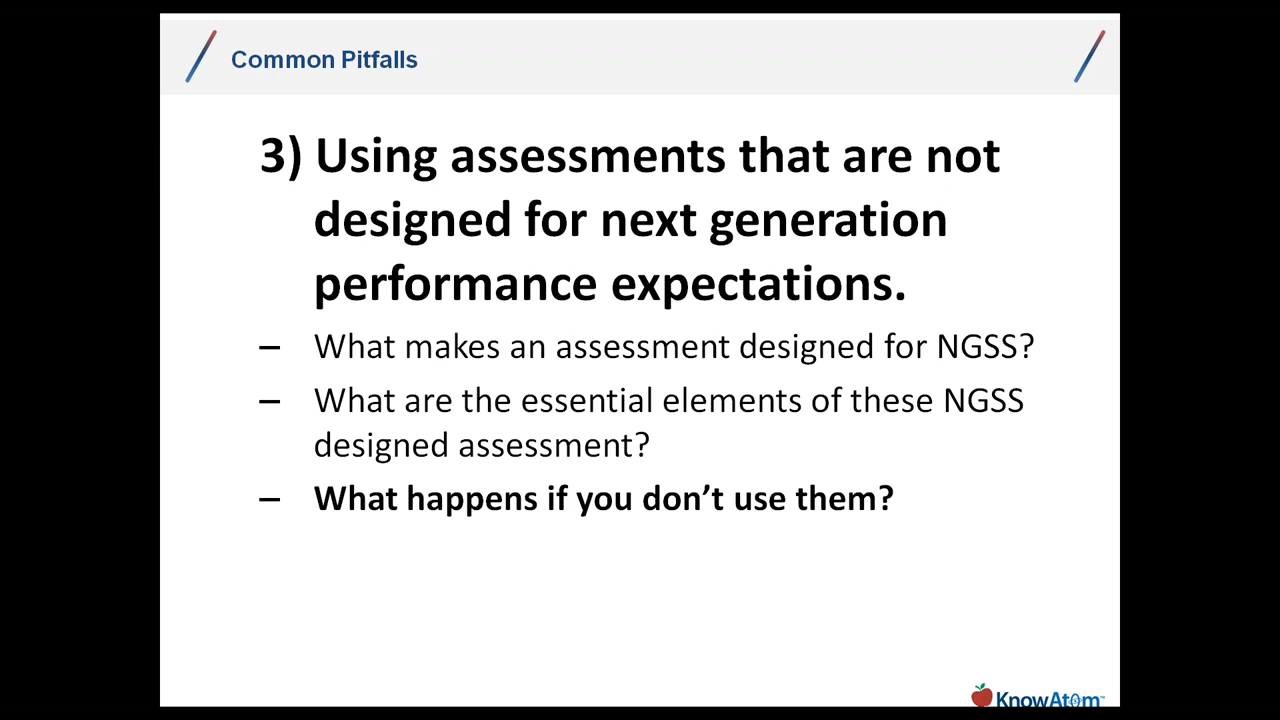 Common Pitfalls
3) Using assessments that are not
designed for next generation
performance expectations.
– What makes an assessment designed for NGSS?
– What are the essential elements of these NGSS
designed assessment?
– What happens if you don’t use them?
KnowAtom™